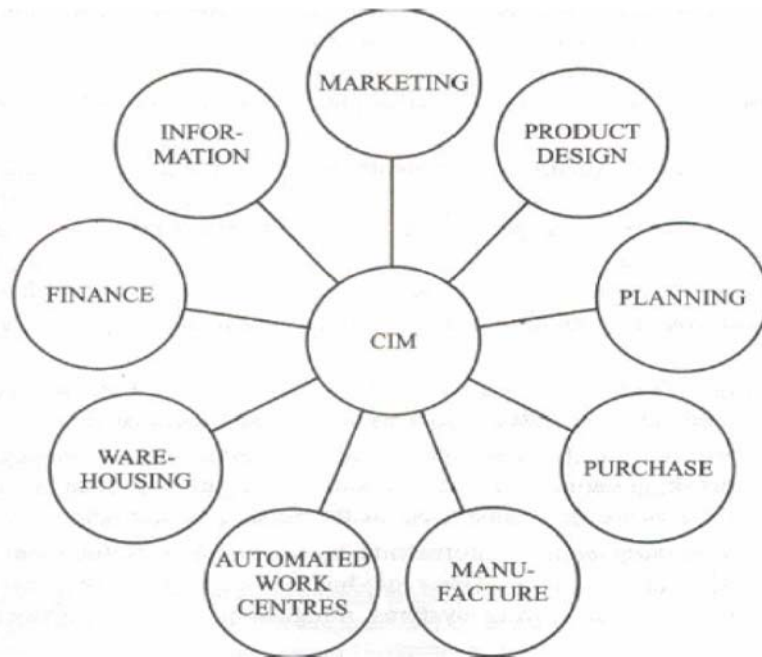 MARKETING
INFOR-
MATION
PRODUCT
DESIGN
FINANCE
PLANNING
CIM
WARE-
HOUSING
PURCHASE
AUTOMATED
WORK
CENTRES
MANU-
FACTURE